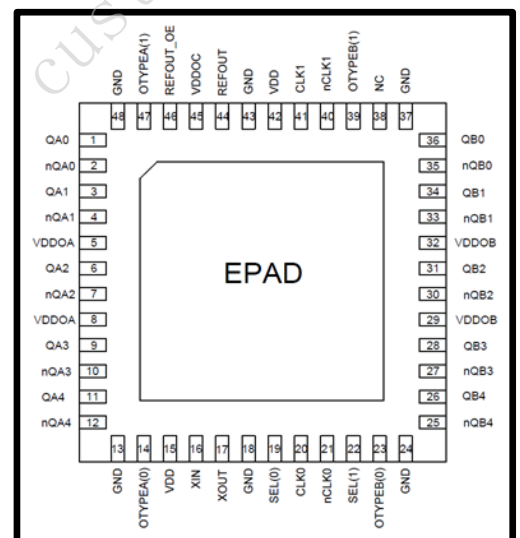 GND
OTYPEA(1)
REFOUT_OE
VDDOC
REFOUT
GND
VDD
CLK1
nCLK1
OTYPEB(1)
NC
GND
48 47 46 45 44 43 42 41 40 39 38 37
QA0 1 36 QB0
nQA0 2 35 nQB0
QA1 3 34 QB1
nQA1 4 33 nQB1
VDDOA 5 32 VDDOB
QA2 6 31 QB2
EPAD
nQA2 7 30 nQB2
VDDOA 8 29 VDDOB
QA3 9 28 QB3
nQA3 10 27 nQB3
QA4 11 26 QB4
nQA4 12 25 nQB4
13 14 15 16 17 18 19 20 21 22 23 24
GND
OTYPEA(0)
VDD
XIN
XOUT
GND
SEL(0)
CLK0
nCLK0
SEL(1)
OTYPEB(0)
GND